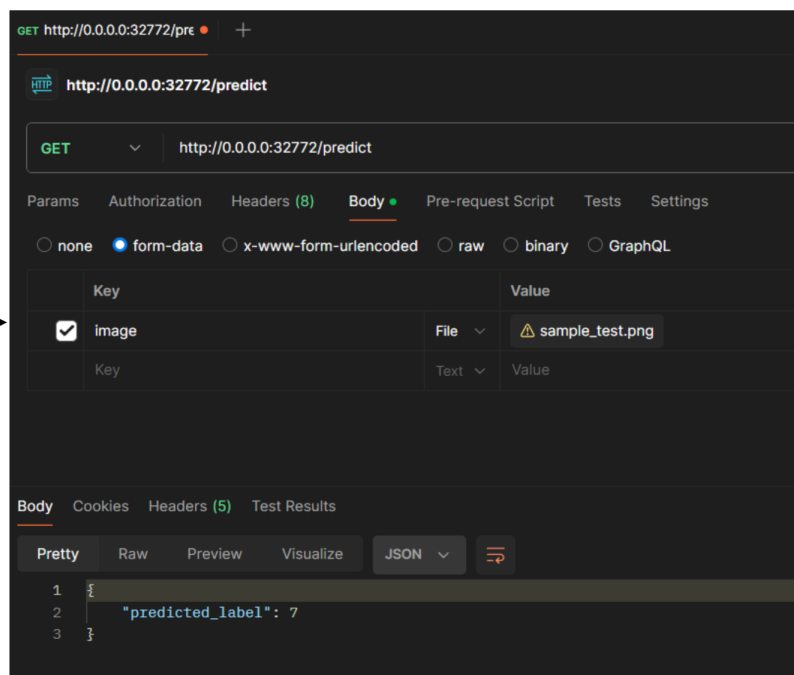 GET http://0.0.0.0:32772/pre
HTTP http://0.0.0.0:32772/predict
GET http://0.0.0.0:32772/predict
Params Authorization Headers (8) Body Pre-request Script Tests Settings
none form-data x-www-form-urlencoded raw binary GraphQL
Key Value
image File sample_test.png
Key Text Value
Body Cookies Headers (5) Test Results
Pretty Raw Preview Visualize JSON
1 {
2 "predicted_label": 7
3 }